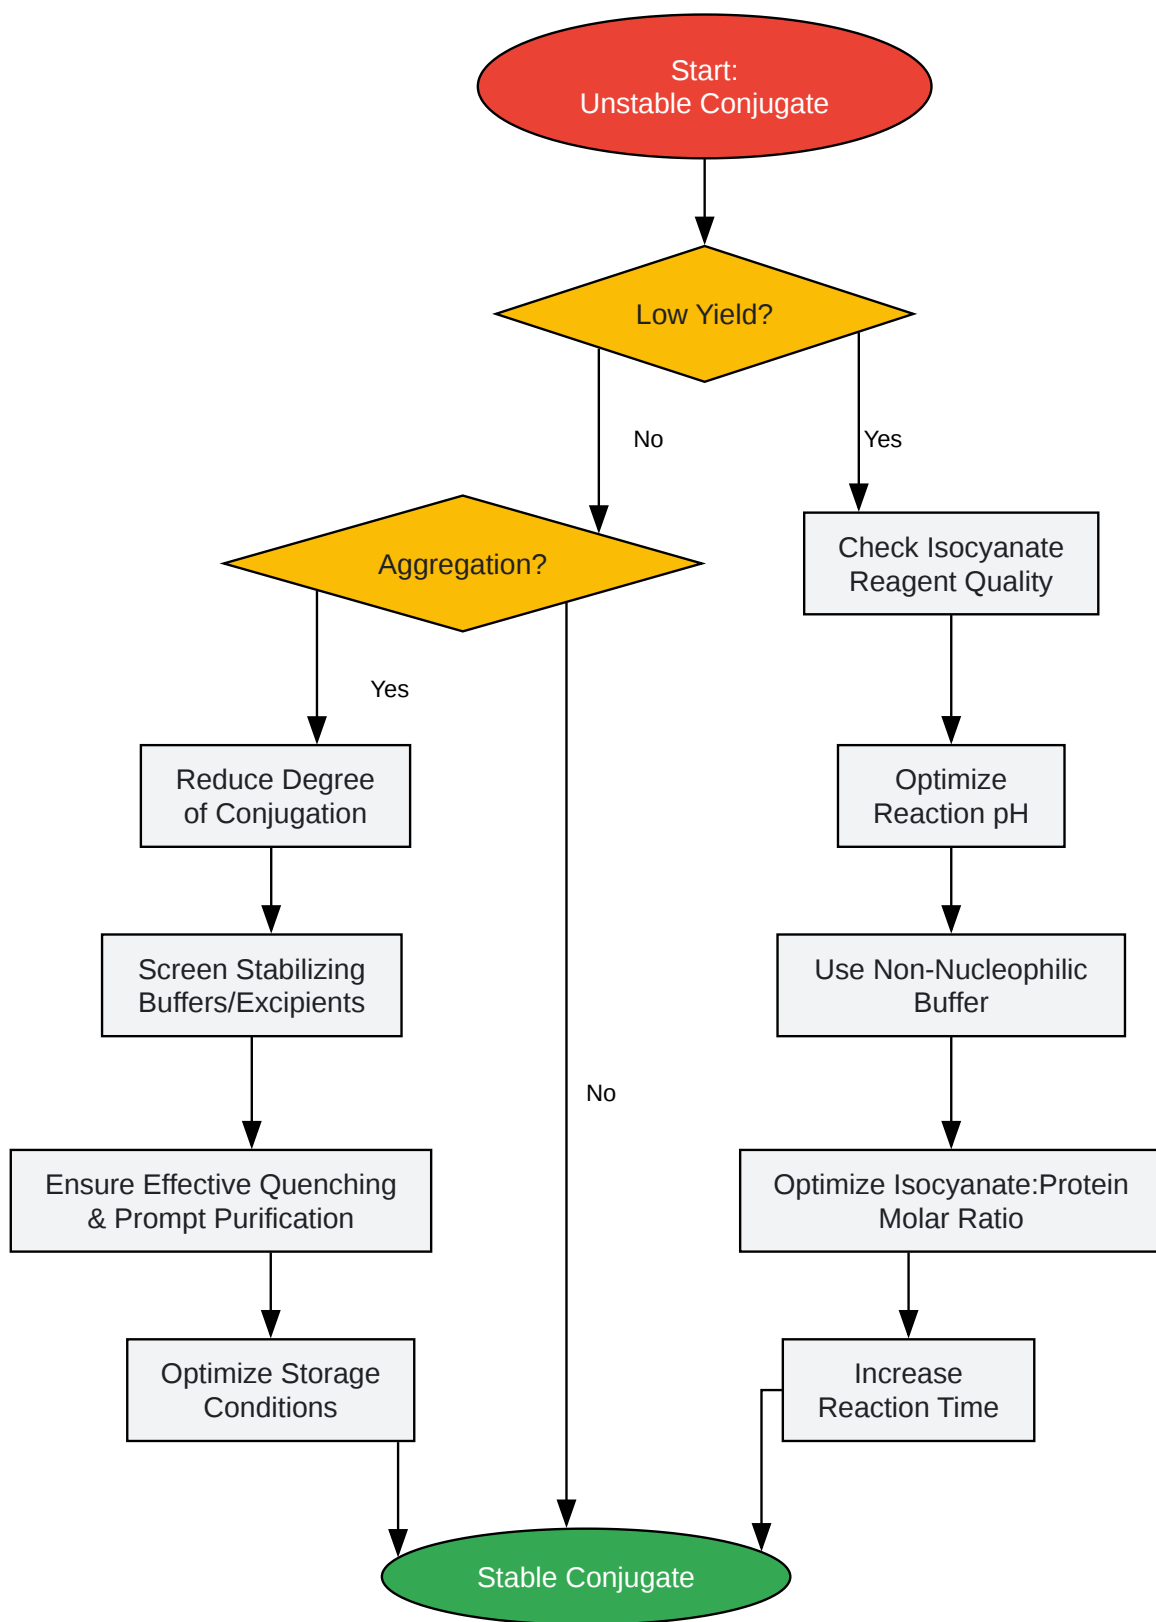 Start:
Unstable Conjugate
Low Yield?
No
Yes
Aggregation?
Check Isocyanate
Reagent Quality
Yes
Reduce Degree
of Conjugation
Optimize
Reaction pH
Screen Stabilizing
Buffers/Excipients
Use Non-Nucleophilic
Buffer
No
Ensure Effective Quenching
& Prompt Purification
Optimize Isocyanate:Protein
Molar Ratio
Optimize Storage
Conditions
Increase
Reaction Time
Stable Conjugate